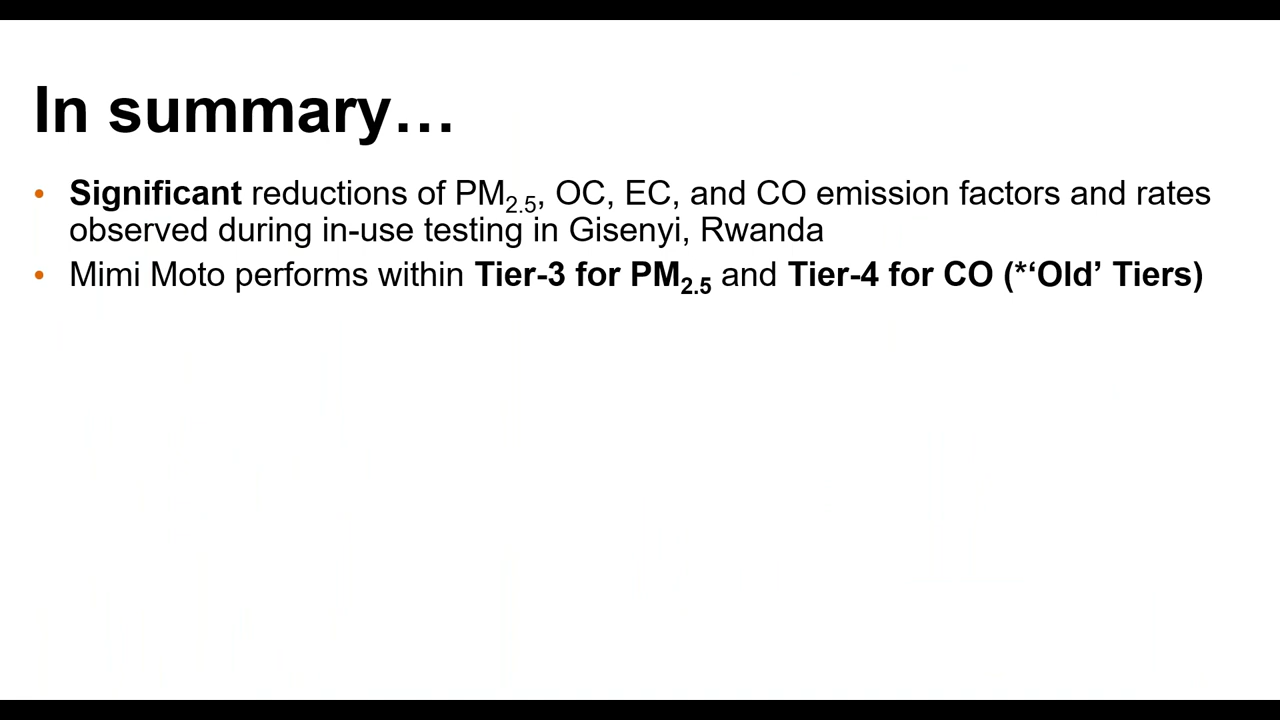 In summary…
• Significant reductions of PM2.5, OC, EC, and CO emission factors and rates
observed during in-use testing in Gisenyi, Rwanda
• Mimi Moto performs within Tier-3 for PM2.5 and Tier-4 for CO (*‘Old’ Tiers)